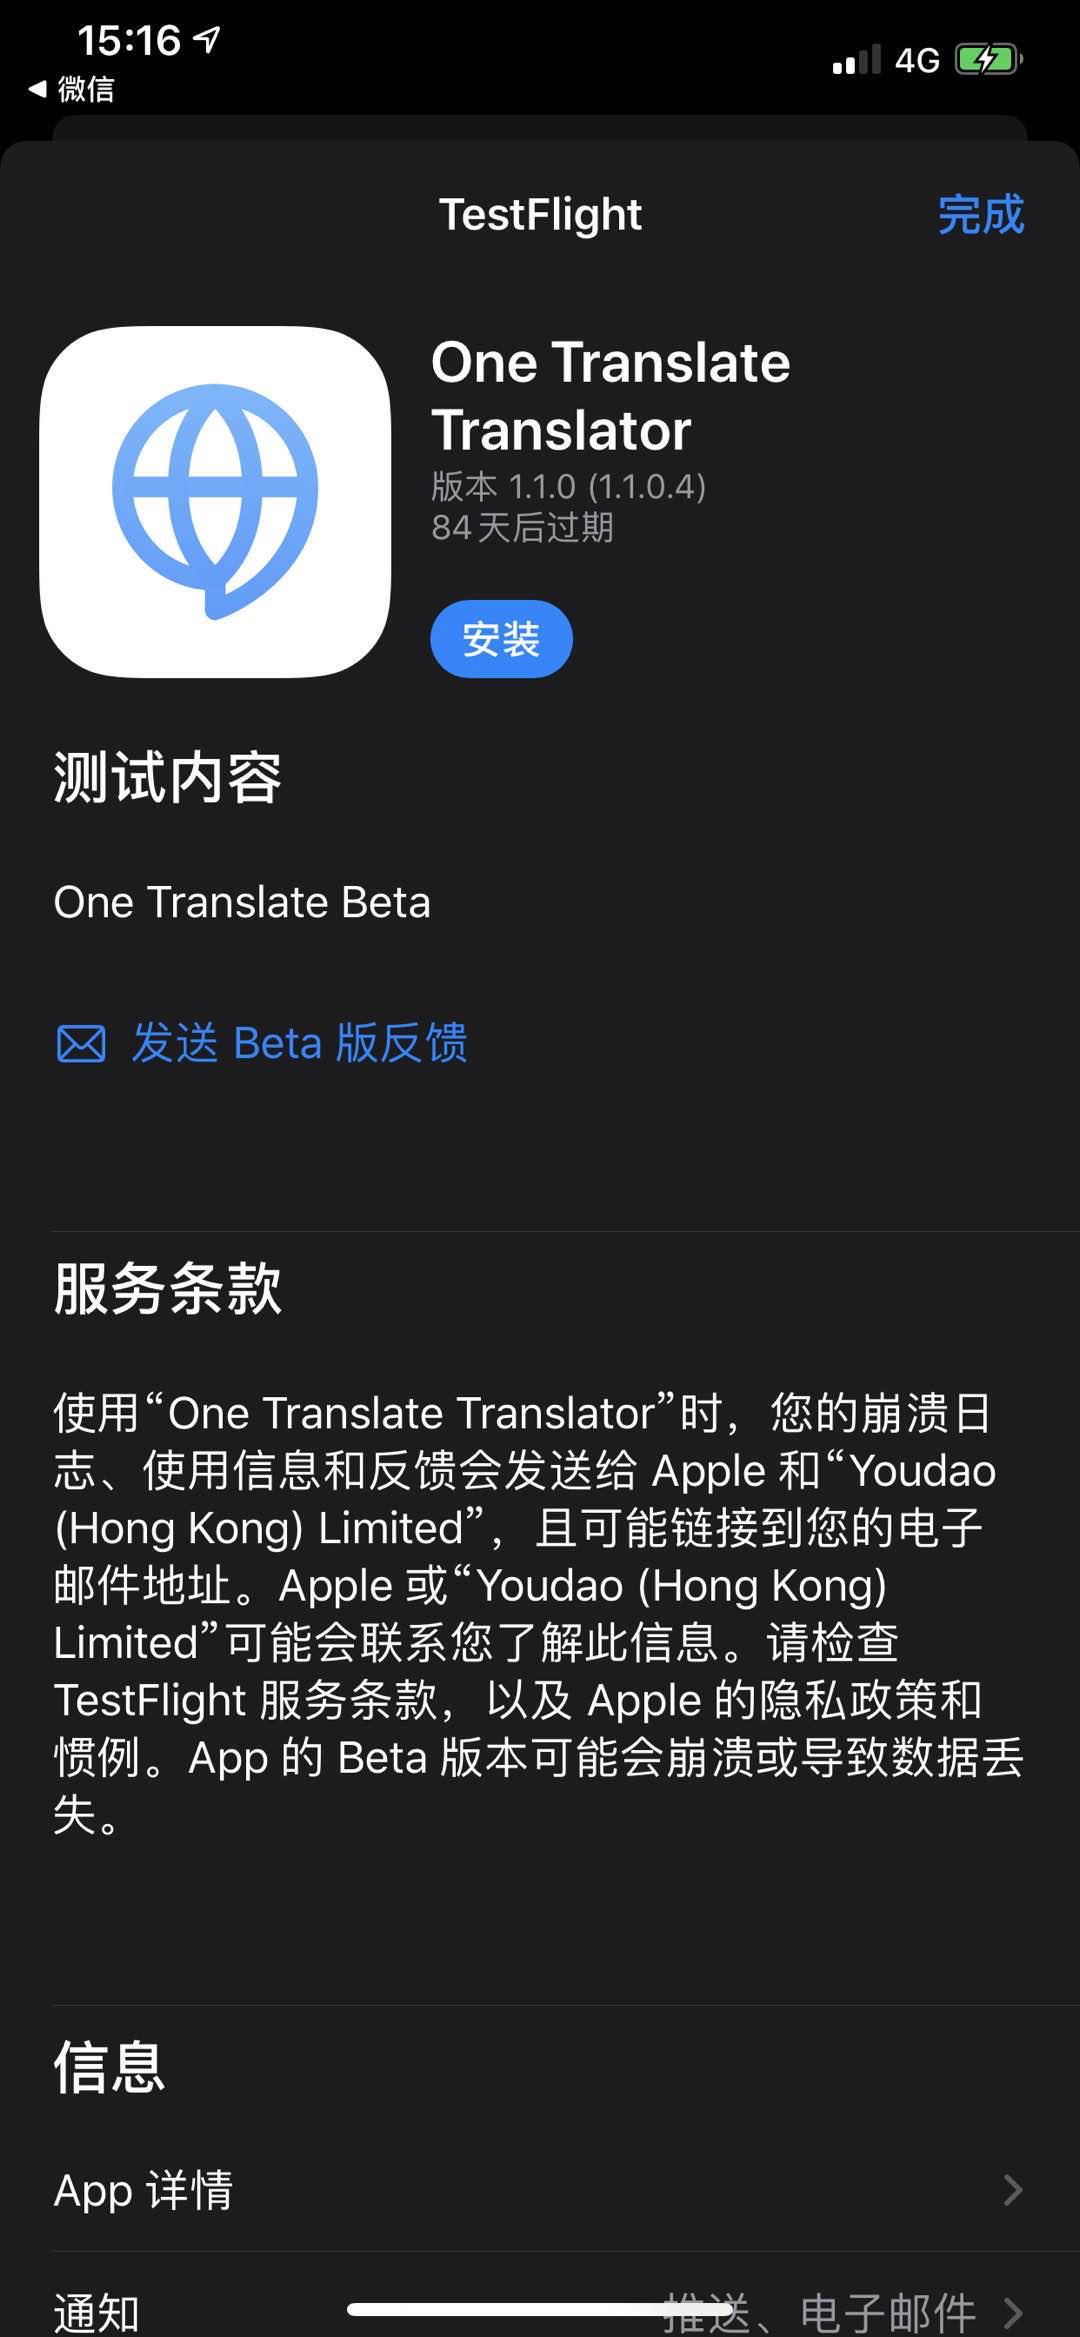 15:16
4G
微信
TestFlight
完成
One Translate
Translator
版本 1.1.0 (1.1.0.4)
84 天后过期
安装
测试内容
One Translate Beta
发送 Beta 版反馈
服务条款
使用“One Translate Translator”时，您的崩溃日
志、使用信息和反馈会发送给 Apple 和“Youdao
(Hong Kong) Limited”，且可能链接到您的电子
邮件地址。Apple 或“Youdao (Hong Kong)
Limited”可能会联系您了解此信息。请检查
TestFlight 服务条款，以及 Apple 的隐私政策和
惯例。App 的 Beta 版本可能会崩溃或导致数据丢
失。
信息
App 详情
通知
推送、电子邮件